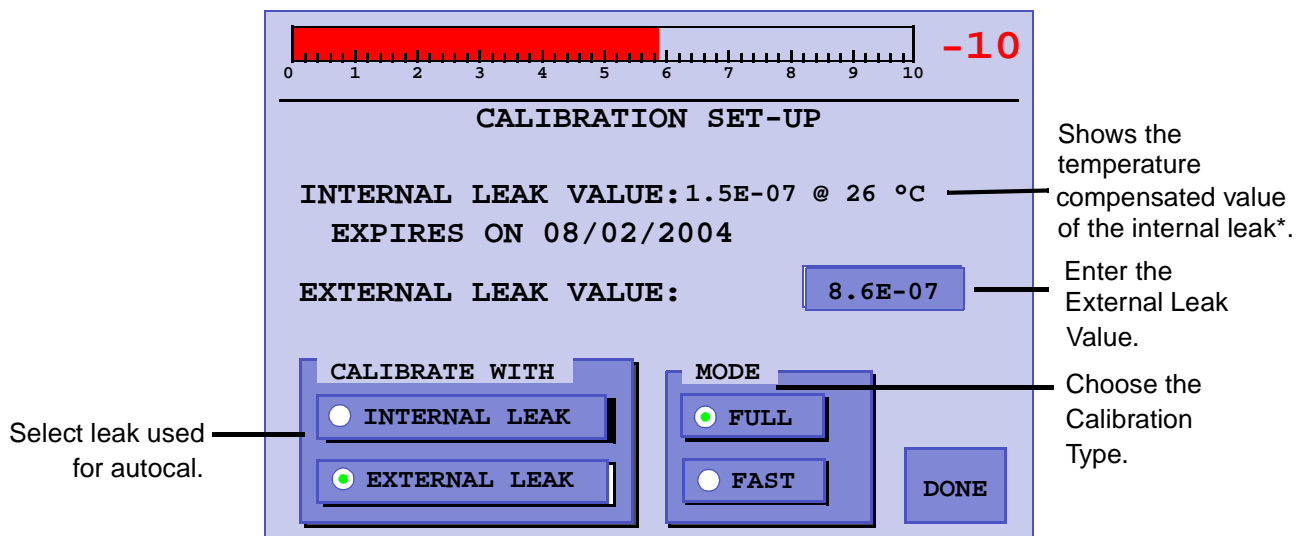 -10
0 1 2 3 4 5 6 7 8 9 10
CALIBRATION SET-UP
INTERNAL LEAK VALUE: 1.5E-07 @ 26 °C
EXPIRES ON 08/02/2004
EXTERNAL LEAK VALUE: 8.6E-07
CALIBRATE WITH
INTERNAL LEAK
EXTERNAL LEAK
MODE
FULL
FAST
DONE
Shows the
temperature
compensated value
of the internal leak*.
Enter the
External Leak
Value.
Choose the
Calibration
Type.
Select leak used
for autocal.